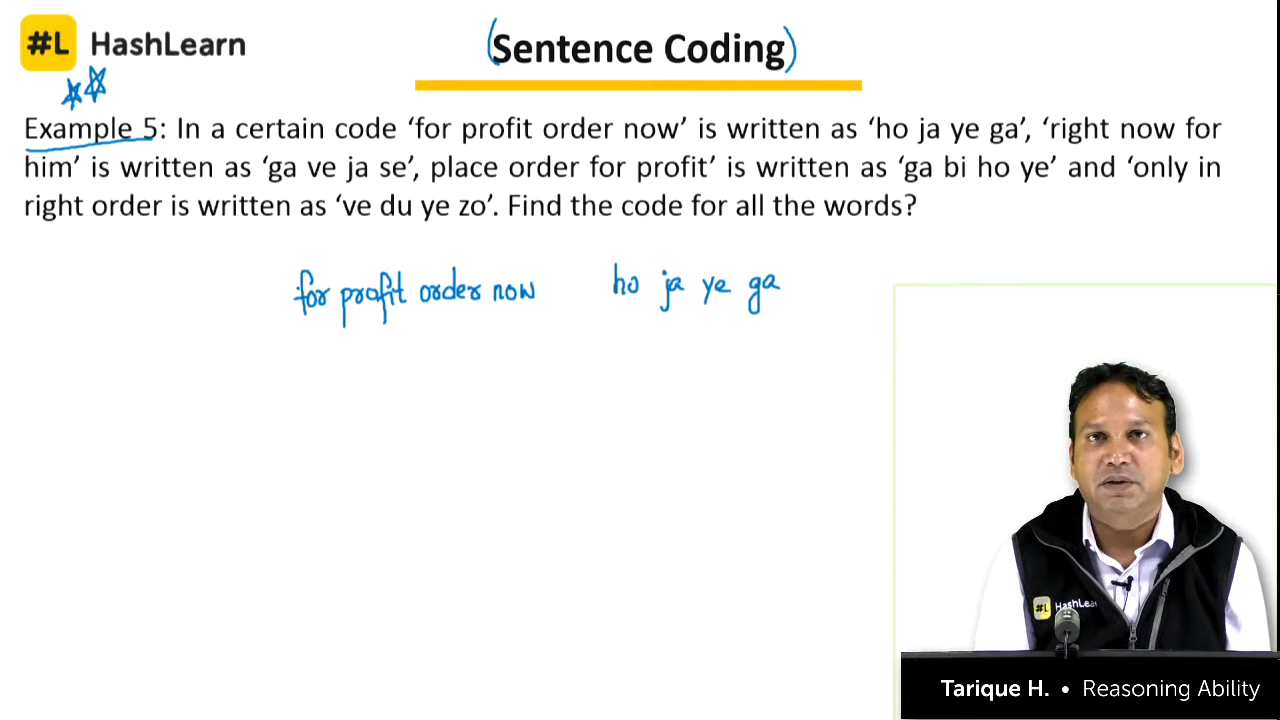 #L HashLearn
(Sentence Coding)
Example 5: In a certain code ‘for profit order now’ is written as ‘ho ja ye ga’, ‘right now for
him’ is written as ‘ga ve ja se’, place order for profit’ is written as ‘ga bi ho ye’ and ‘only in
right order is written as ‘ve du ye zo’. Find the code for all the words?
for profit order now ho ja ye ga
#L HashLea
Tarique H. • Reasoning Ability